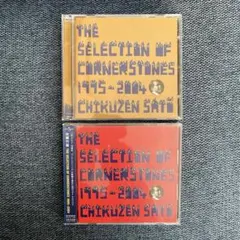 THE
SELECTION OF
CORNERSTONES
1995~2004
CHIKUZEN SATO
THE
SELECTION OF
CORNERSTONES
1995~2004
CHIKUZEN SATO